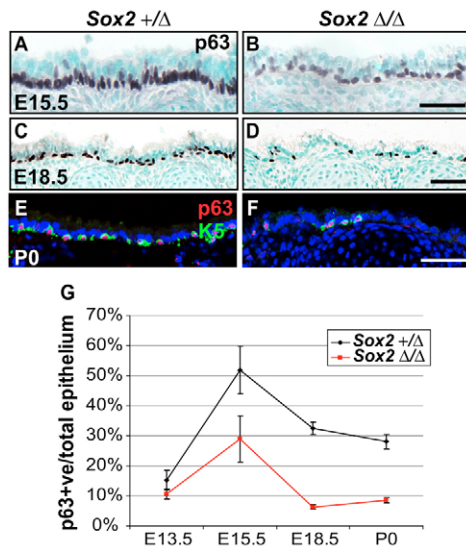 Sox2 +/Δ
Sox2 Δ/Δ
A
p63
B
E15.5
C
D
E18.5
E
p63
K5
P0
F
G
p63+ve/total epithelium
70%
60%
50%
40%
30%
20%
10%
0%
Sox2 +/Δ
Sox2 Δ/Δ
E13.5 E15.5 E18.5 P0